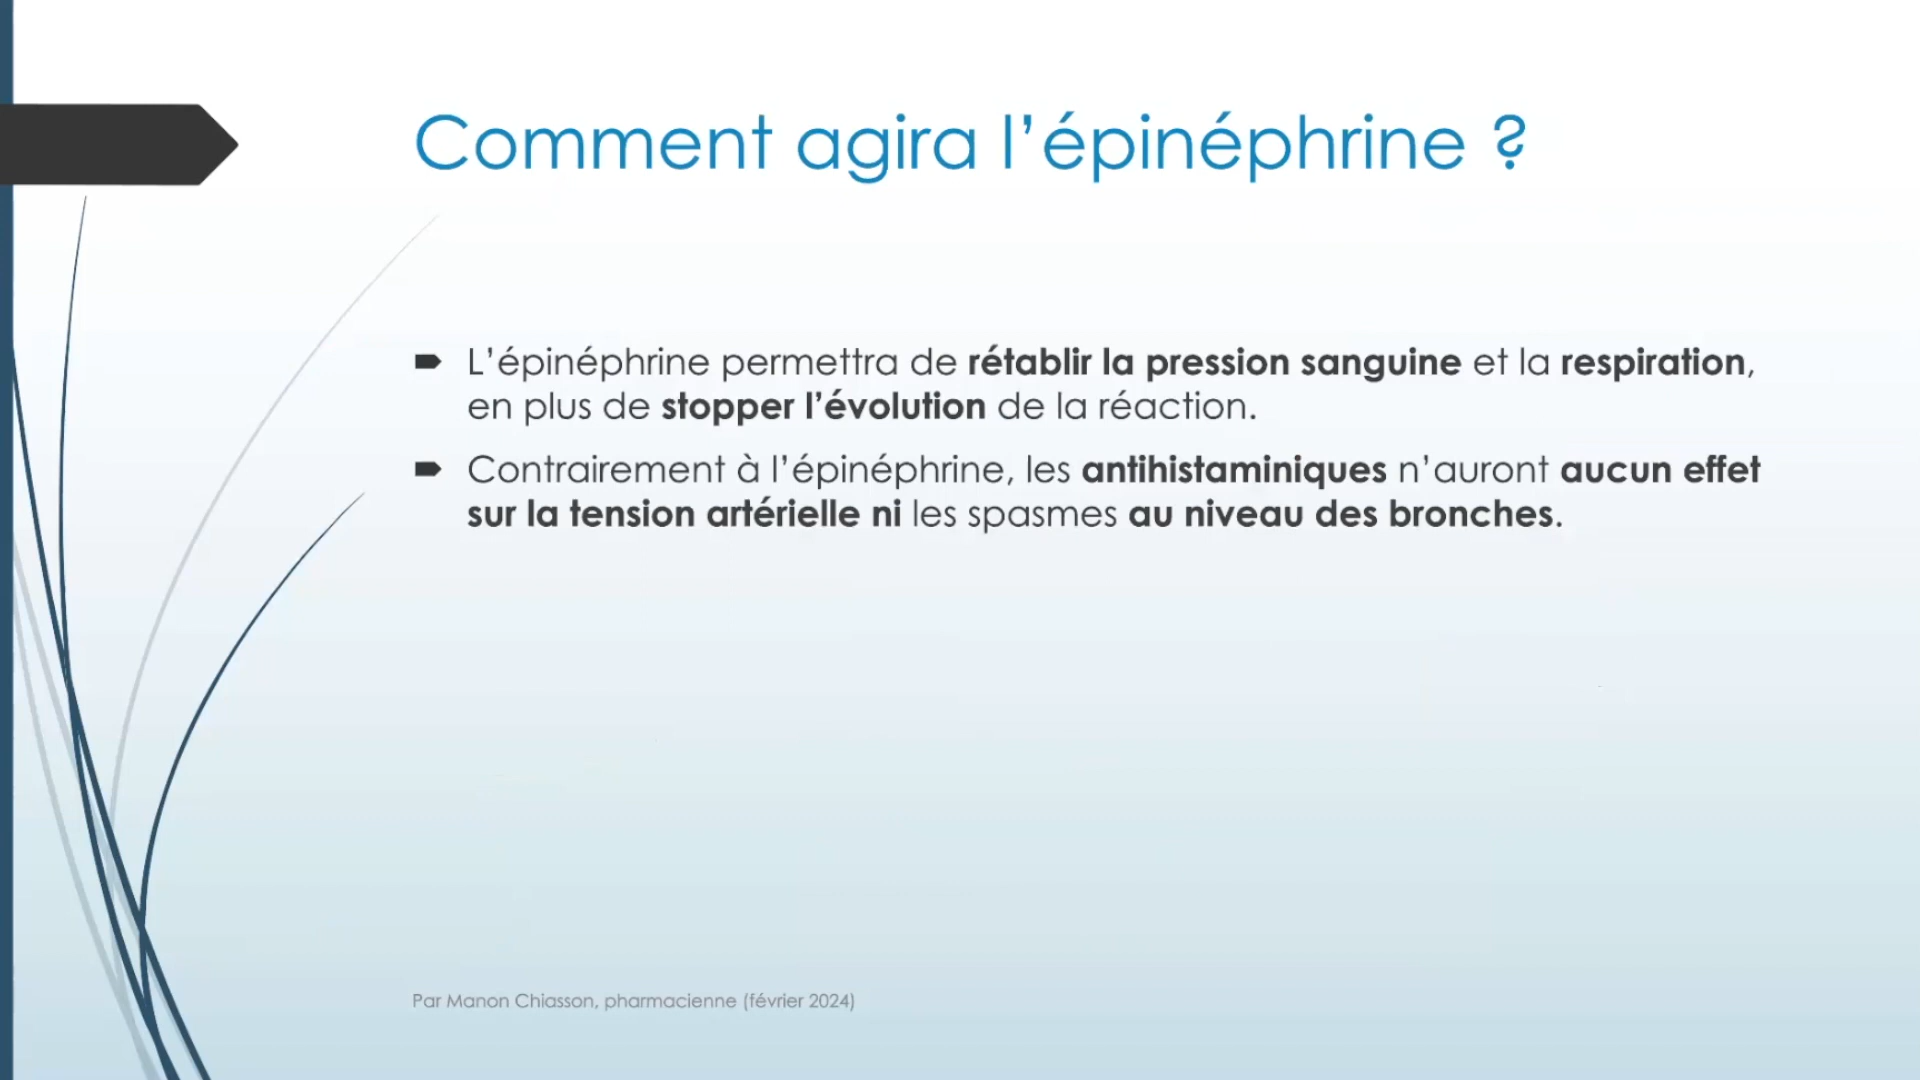 Comment agira l’épinéphrine ?
L’épinéphrine permettra de rétablir la pression sanguine et la respiration,
en plus de stopper l’évolution de la réaction.
Contrairement à l’épinéphrine, les antihistaminiques n’auront aucun effet
sur la tension artérielle ni les spasmes au niveau des bronches.
Par Manon Chiasson, pharmacienne (février 2024)